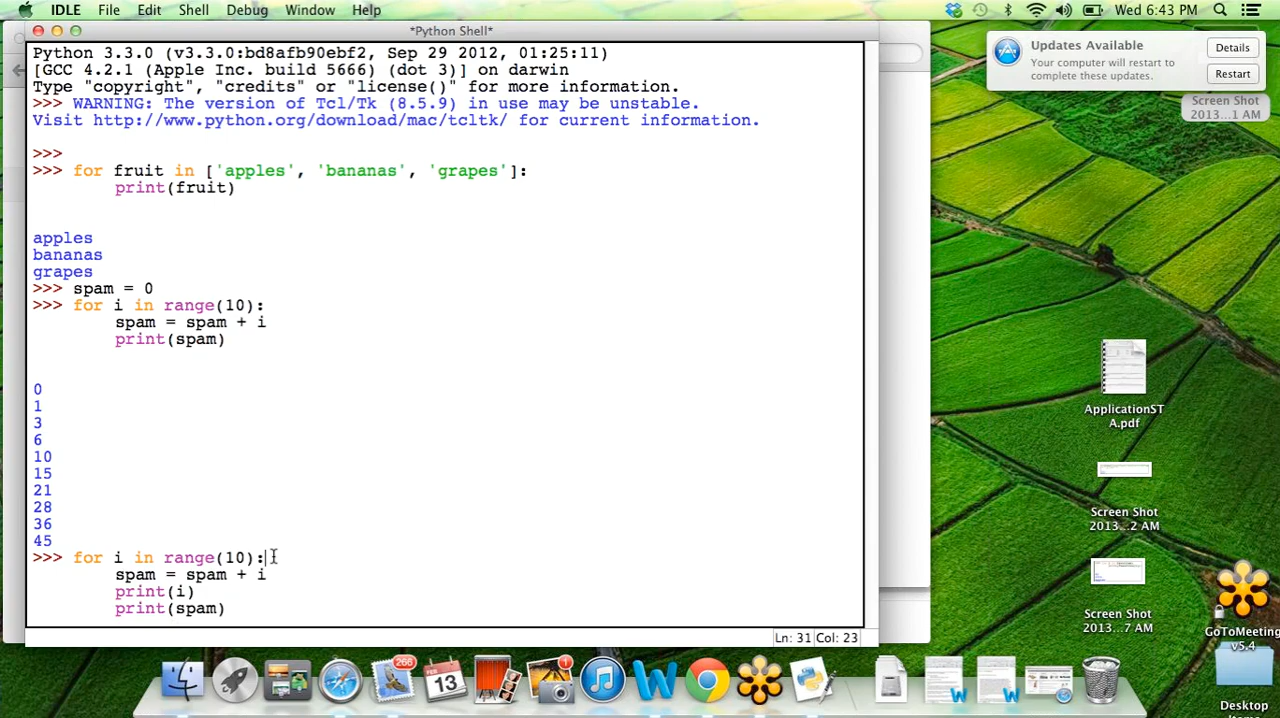 IDLE File Edit Shell Debug Window Help Wed 6:43 PM
*Python Shell*
Python 3.3.0 (v3.3.0:bd8afb90ebf2, Sep 29 2012, 01:25:11)
[GCC 4.2.1 (Apple Inc. build 5666) (dot 3)] on darwin
Type "copyright", "credits" or "license()" for more information.
>>> WARNING: The version of Tcl/Tk (8.5.9) in use may be unstable.
Visit http://www.python.org/download/mac/tcltk/ for current information.
>>>
>>> for fruit in ['apples', 'bananas', 'grapes']:
print(fruit)
apples
bananas
grapes
>>> spam = 0
>>> for i in range(10):
spam = spam + i
print(spam)
0
1
3
6
10
15
21
28
36
45
>>> for i in range(10):
spam = spam + i
print(i)
print(spam)
Ln: 31 Col: 23
Updates Available
Your computer will restart to
complete these updates.
Details
Restart
Screen Shot
2013...1 AM
ApplicationST
A.pdf
Screen Shot
2013...2 AM
Screen Shot
2013...7 AM
GoToMeeting
v5.4
Desktop
266
FEB
13
1
W
W
W